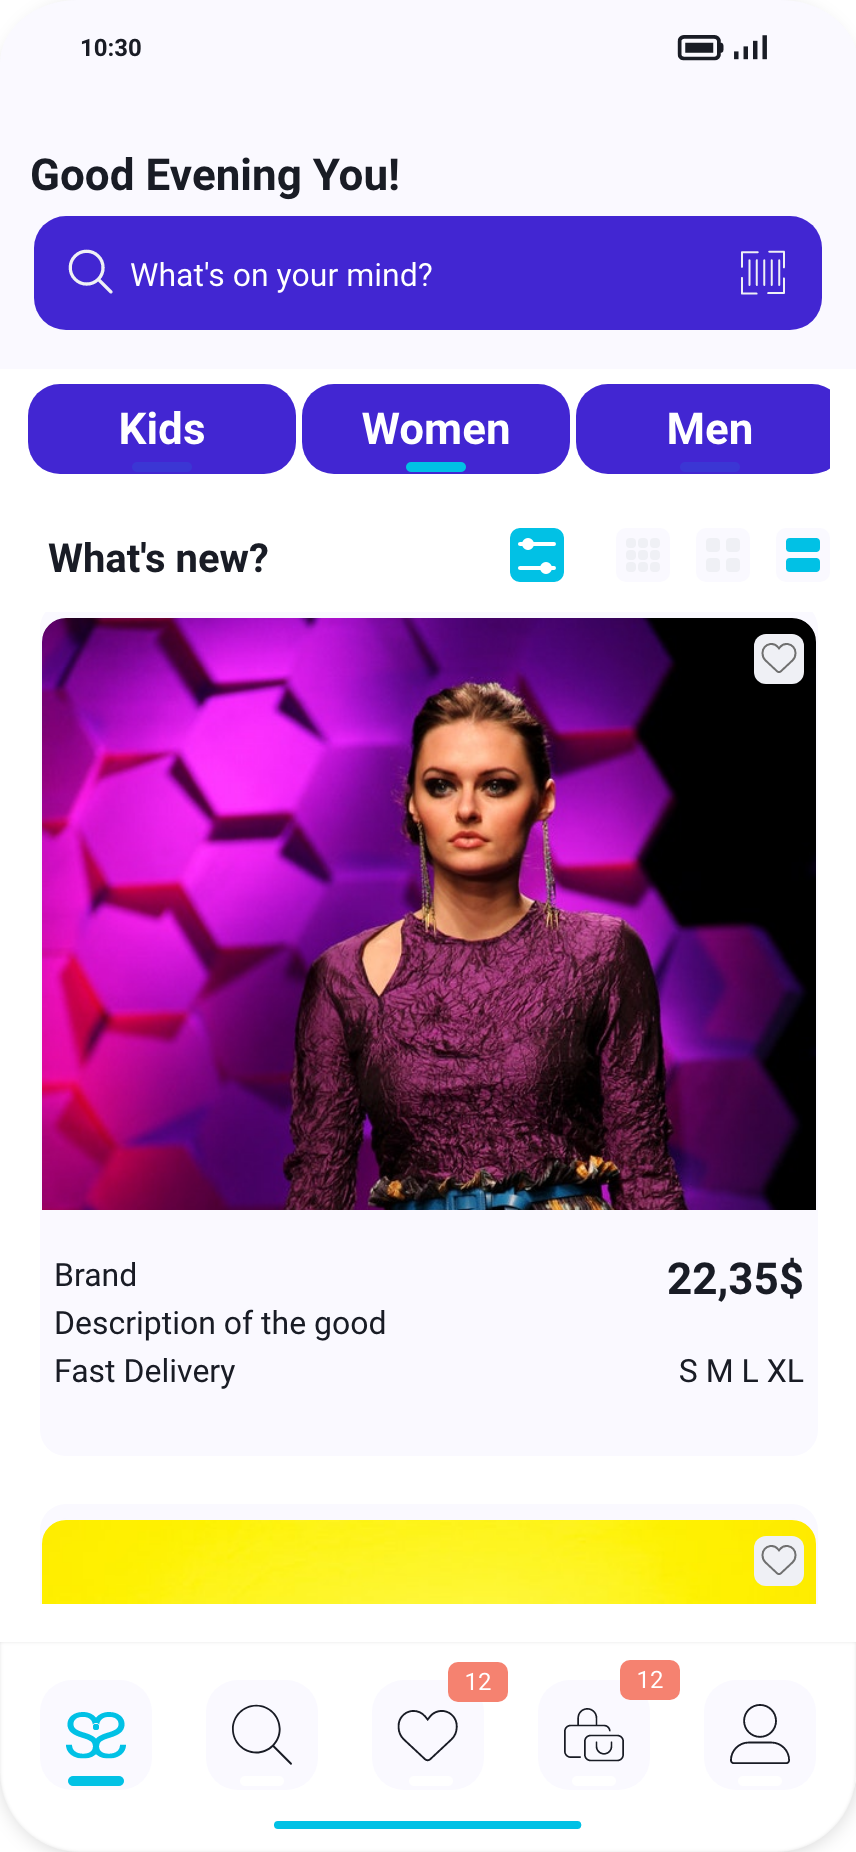 10:30
Good Evening You!
What's on your mind?
Kids
Women
Men
What's new?
Brand
22,35$
Description of the good
Fast Delivery
S M L XL
12
12